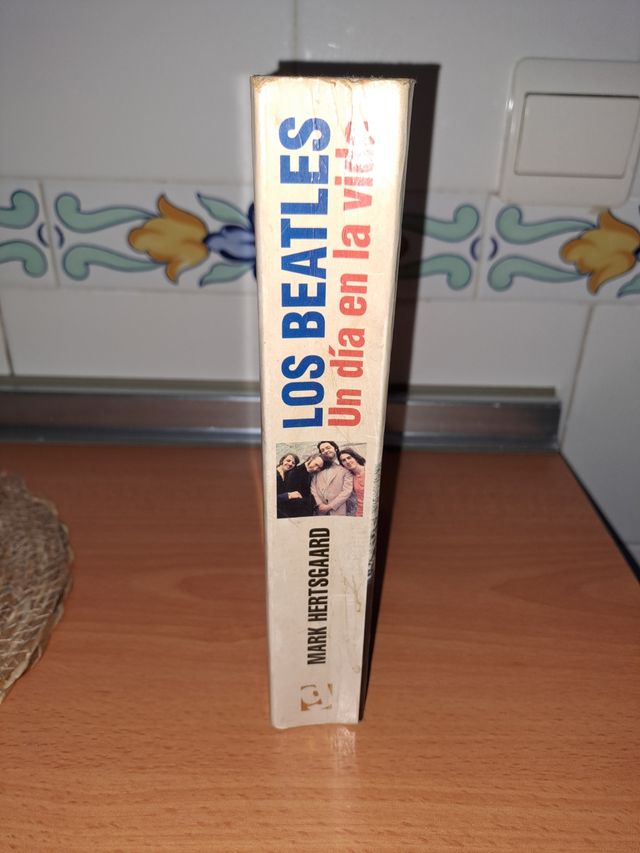 LOS BEATLES
Un día en la vida
MARK HERTSGAARD